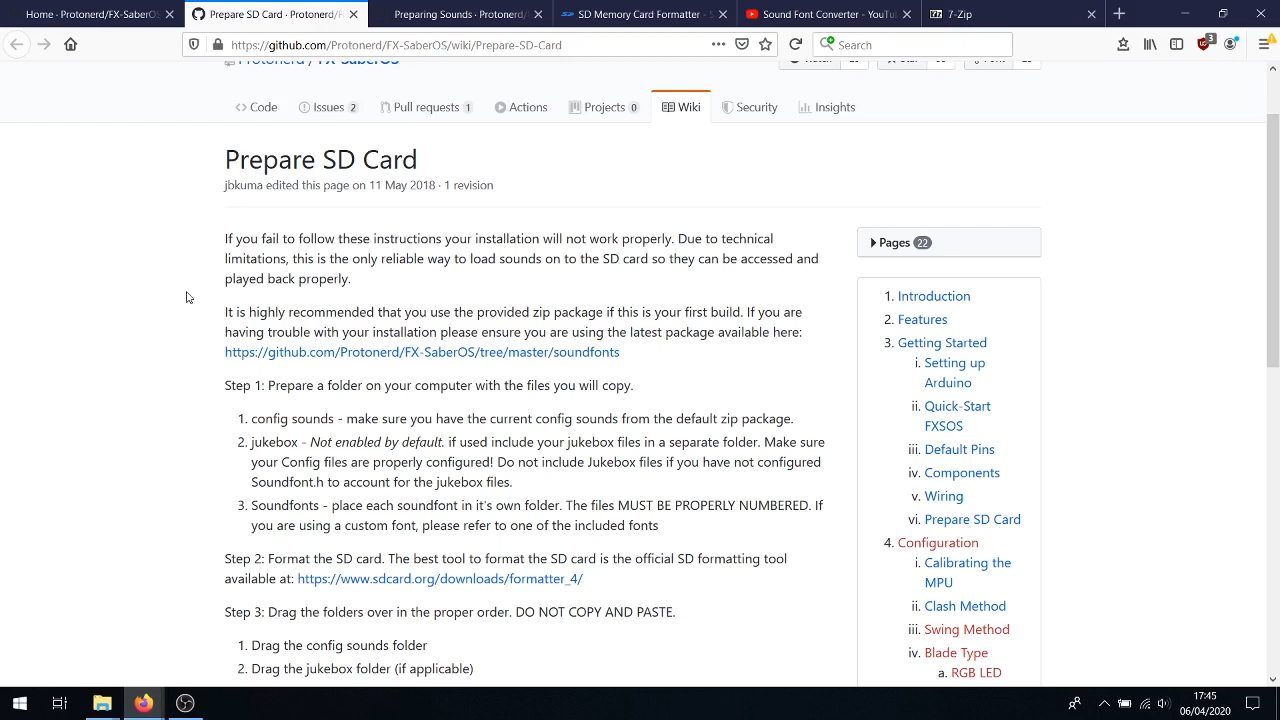 Home · Protonerd/FX-SaberOS
Prepare SD Card · Protonerd/F
Preparing Sounds · Protonerd/
SD Memory Card Formatter - S
Sound Font Converter - YouTu
7-Zip
https://github.com/Protonerd/FX-SaberOS/wiki/Prepare-SD-Card
Search
3
Protonerd / FX-SaberOS
Code
Issues 2
Pull requests 1
Actions
Projects 0
Wiki
Security
Insights
Prepare SD Card
jbkuma edited this page on 11 May 2018 · 1 revision
If you fail to follow these instructions your installation will not work properly. Due to technical
limitations, this is the only reliable way to load sounds on to the SD card so they can be accessed and
played back properly.
It is highly recommended that you use the provided zip package if this is your first build. If you are
having trouble with your installation please ensure you are using the latest package available here:
https://github.com/Protonerd/FX-SaberOS/tree/master/soundfonts
Step 1: Prepare a folder on your computer with the files you will copy.
1. config sounds - make sure you have the current config sounds from the default zip package.
2. jukebox - Not enabled by default. if used include your jukebox files in a separate folder. Make sure
your Config files are properly configured! Do not include Jukebox files if you have not configured
Soundfont.h to account for the jukebox files.
3. Soundfonts - place each soundfont in it's own folder. The files MUST BE PROPERLY NUMBERED. If
you are using a custom font, please refer to one of the included fonts
Step 2: Format the SD card. The best tool to format the SD card is the official SD formatting tool
available at: https://www.sdcard.org/downloads/formatter_4/
Step 3: Drag the folders over in the proper order. DO NOT COPY AND PASTE.
1. Drag the config sounds folder
2. Drag the jukebox folder (if applicable)
Pages 22
1. Introduction
2. Features
3. Getting Started
i. Setting up
Arduino
ii. Quick-Start
FXSOS
iii. Default Pins
iv. Components
v. Wiring
vi. Prepare SD Card
4. Configuration
i. Calibrating the
MPU
ii. Clash Method
iii. Swing Method
iv. Blade Type
a. RGB LED
17:45
06/04/2020